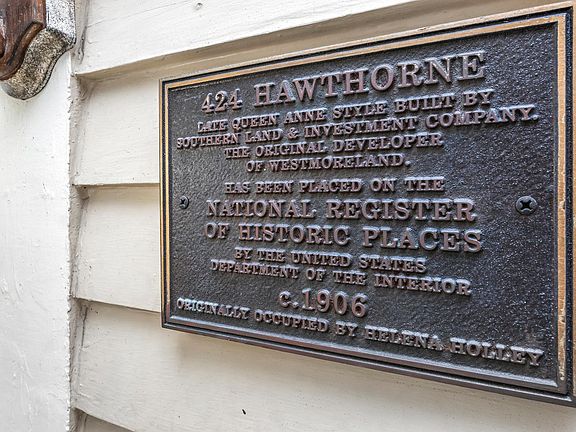 424 HAWTHORNE
LATE QUEEN ANNE STYLE BUILT BY
SOUTHERN LAND & INVESTMENT COMPANY.
THE ORIGINAL DEVELOPER
OF WESTMORELAND.
HAS BEEN PLACED ON THE
NATIONAL REGISTER
OF HISTORIC PLACES
BY THE UNITED STATES
DEPARTMENT OF THE INTERIOR
c.1906
ORIGINALLY OCCUPIED BY HELENA HOLLEY